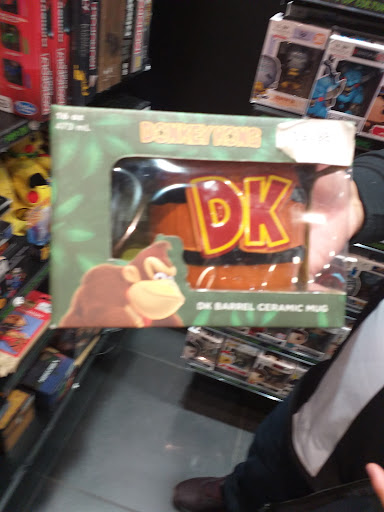 16 oz
473 mL
DONKEY KONG
DK
DK BARREL CERAMIC MUG